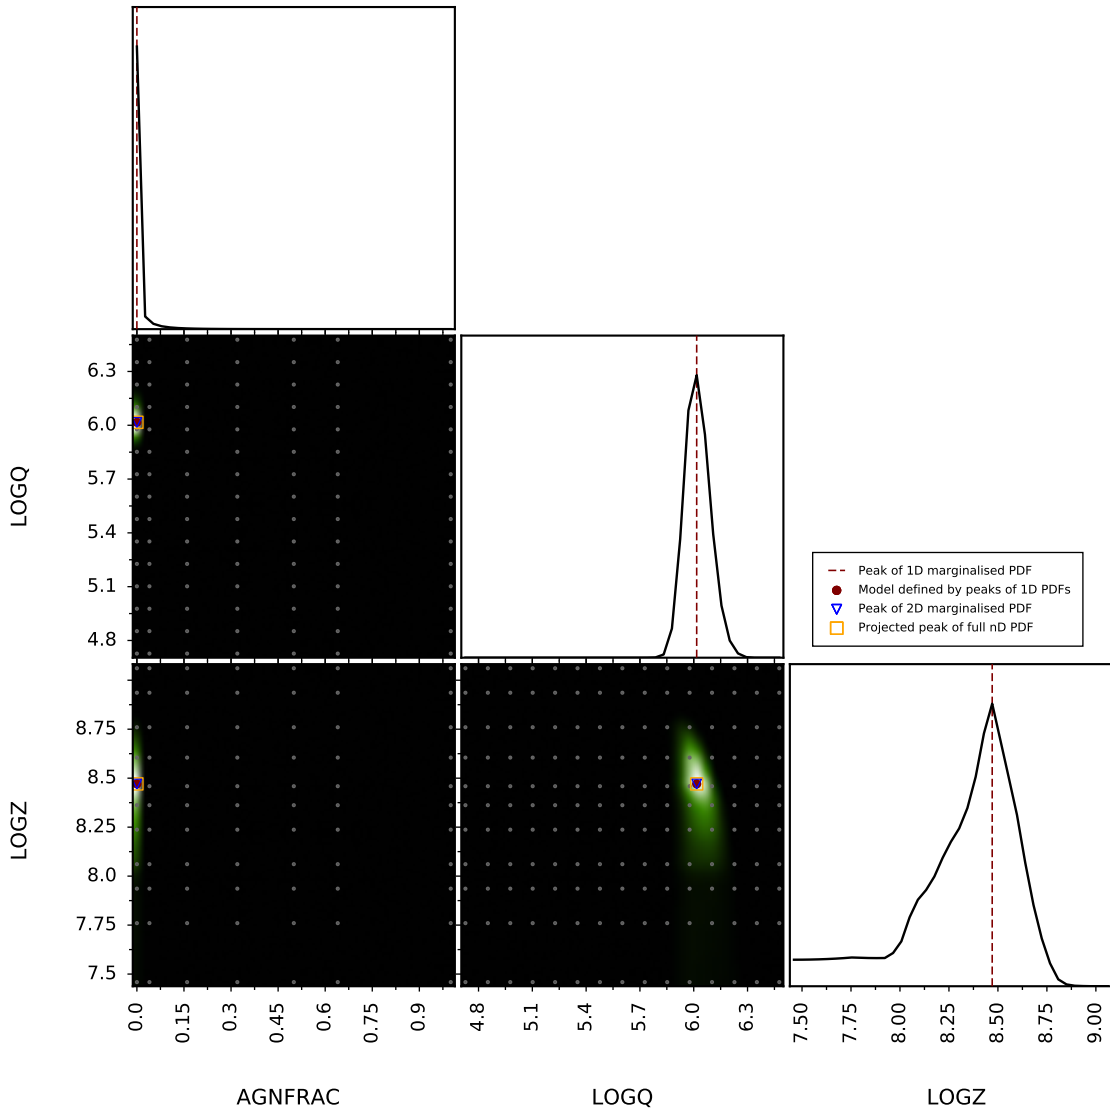 6.3
6.0
5.7
5.4
5.1
4.8
LOGQ
Peak of 1D marginalised PDF
Model defined by peaks of 1D PDFs
Peak of 2D marginalised PDF
Projected peak of full nD PDF
8.75
8.5
8.25
8.0
7.75
7.5
LOGZ
0.0 0.15 0.3 0.45 0.6 0.75 0.9
4.8 5.1 5.4 5.7 6.0 6.3
7.50 7.75 8.00 8.25 8.50 8.75 9.00
AGNFRAC
LOGQ
LOGZ